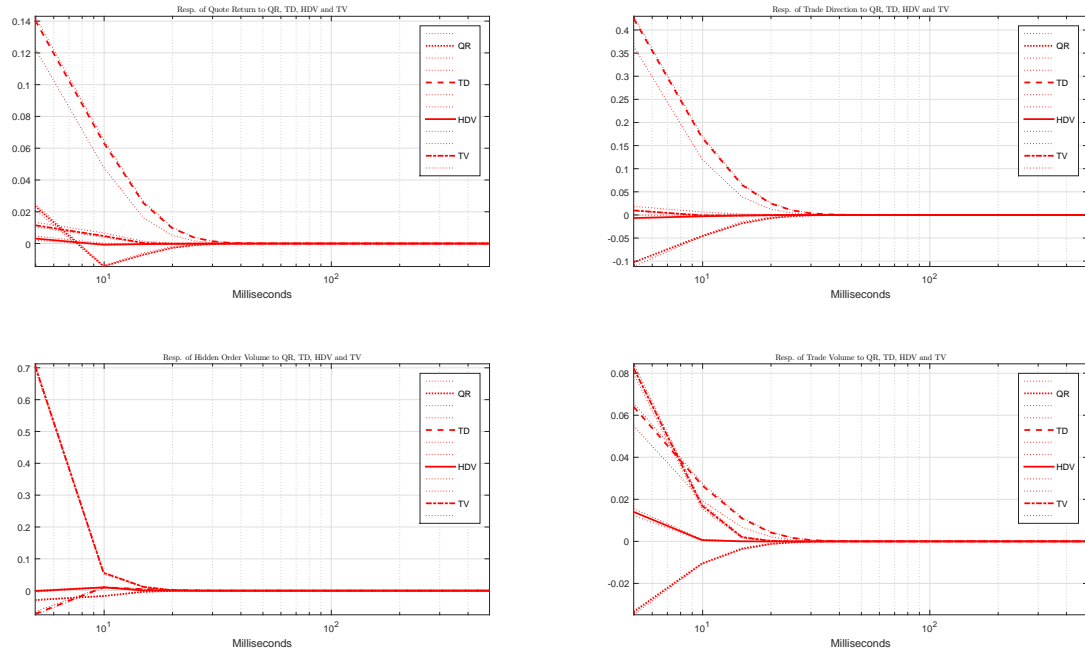 Resp. of Quote Return to QR, TD, HDV and TV
0.14
0.12
0.1
0.08
0.06
0.04
0.02
0
QR
TD
HDV
TV
10^1
10^2
Milliseconds
Resp. of Trade Direction to QR, TD, HDV and TV
0.4
0.35
0.3
0.25
0.2
0.15
0.1
0.05
0
-0.05
-0.1
QR
TD
HDV
TV
10^1
10^2
Milliseconds
Resp. of Hidden Order Volume to QR, TD, HDV and TV
0.7
0.6
0.5
0.4
0.3
0.2
0.1
0
QR
TD
HDV
TV
10^1
10^2
Milliseconds
Resp. of Trade Volume to QR, TD, HDV and TV
0.08
0.06
0.04
0.02
0
-0.02
QR
TD
HDV
TV
10^1
10^2
Milliseconds